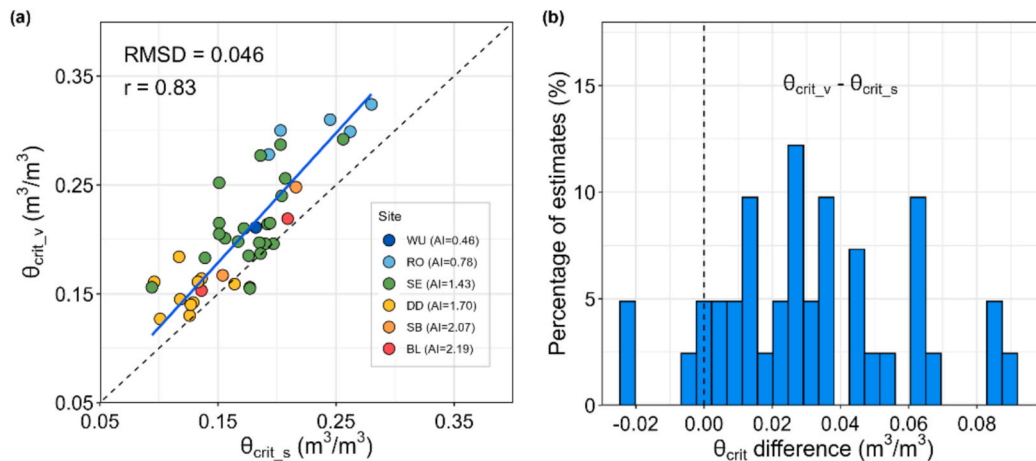 (a)
RMSD = 0.046
r = 0.83
θcrit_v (m³/m³)
0.35
0.25
0.15
0.05
0.05 0.15 0.25 0.35
θcrit_s (m³/m³)
Site
WU (AI=0.46)
RO (AI=0.78)
SE (AI=1.43)
DD (AI=1.70)
SB (AI=2.07)
BL (AI=2.19)
(b)
θcrit_v - θcrit_s
Percentage of estimates (%)
15
10
5
0
-0.02 0.00 0.02 0.04 0.06 0.08
θcrit difference (m³/m³)